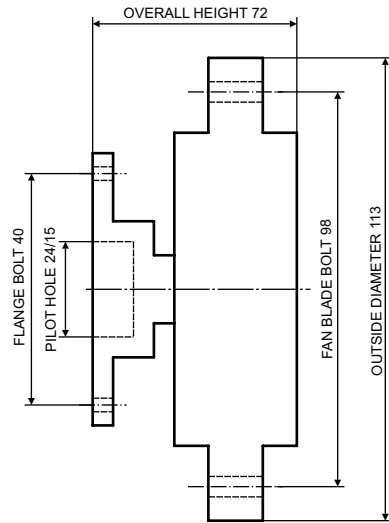 OVERALL HEIGHT 72
FLANGE BOLT 40
PILOT HOLE 24/15
FAN BLADE BOLT 98
OUTSIDE DIAMETER 113